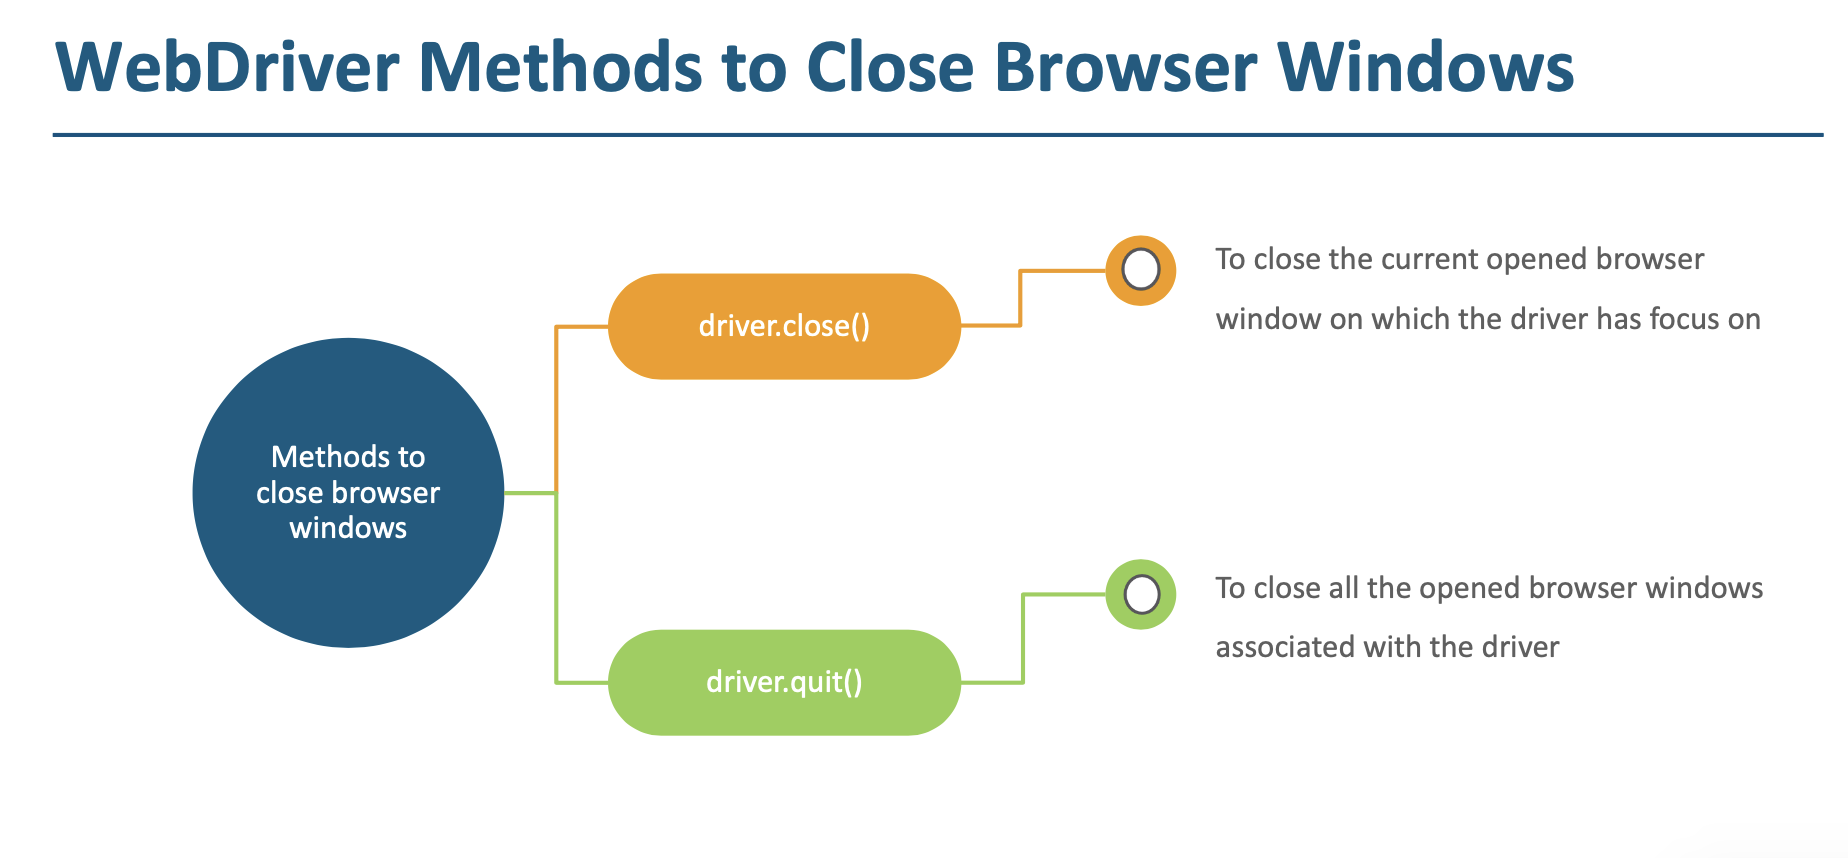 WebDriver Methods to Close Browser Windows
Methods to
close browser
windows
driver.close()
To close the current opened browser
window on which the driver has focus on
driver.quit()
To close all the opened browser windows
associated with the driver